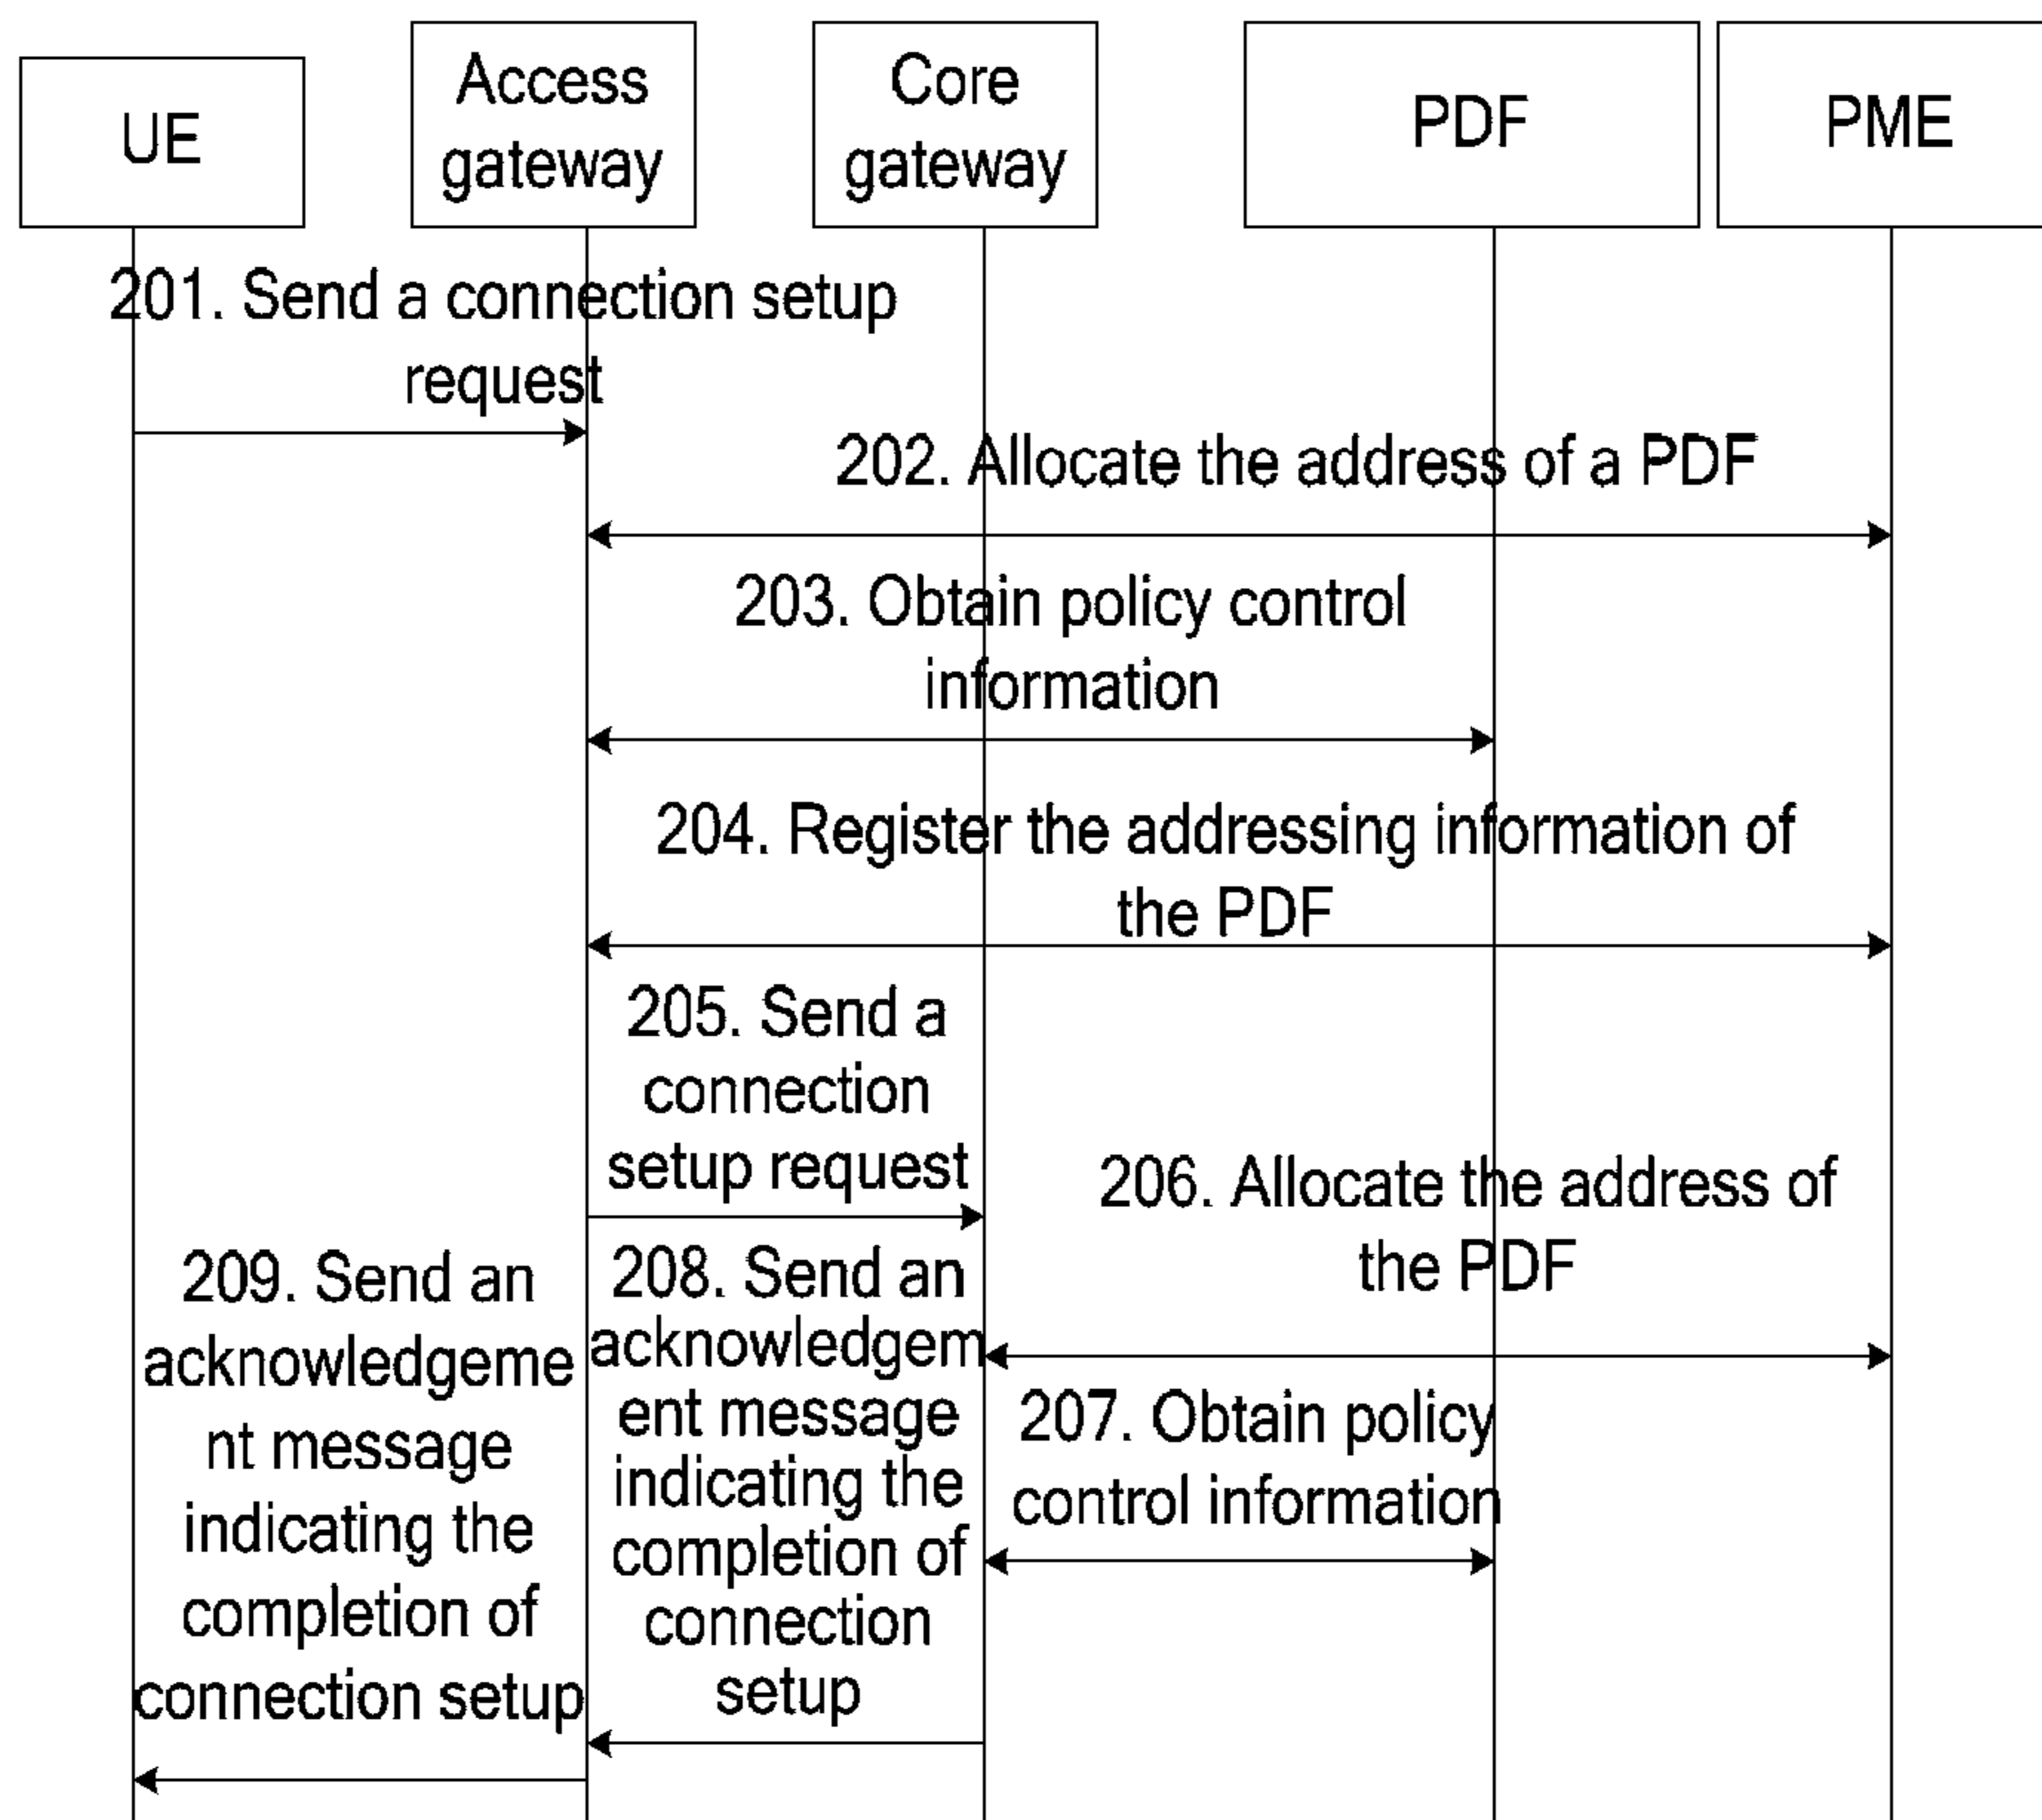 UE
Access
gateway
Core
gateway
PDF
PME
201. Send a connection setup
request
202. Allocate the address of a PDF
203. Obtain policy control
information
204. Register the addressing information of
the PDF
205. Send a
connection
setup request
206. Allocate the address of
the PDF
207. Obtain policy
control information
208. Send an
acknowledgem
ent message
indicating the
completion of
connection
setup
209. Send an
acknowledgeme
nt message
indicating the
completion of
connection setup